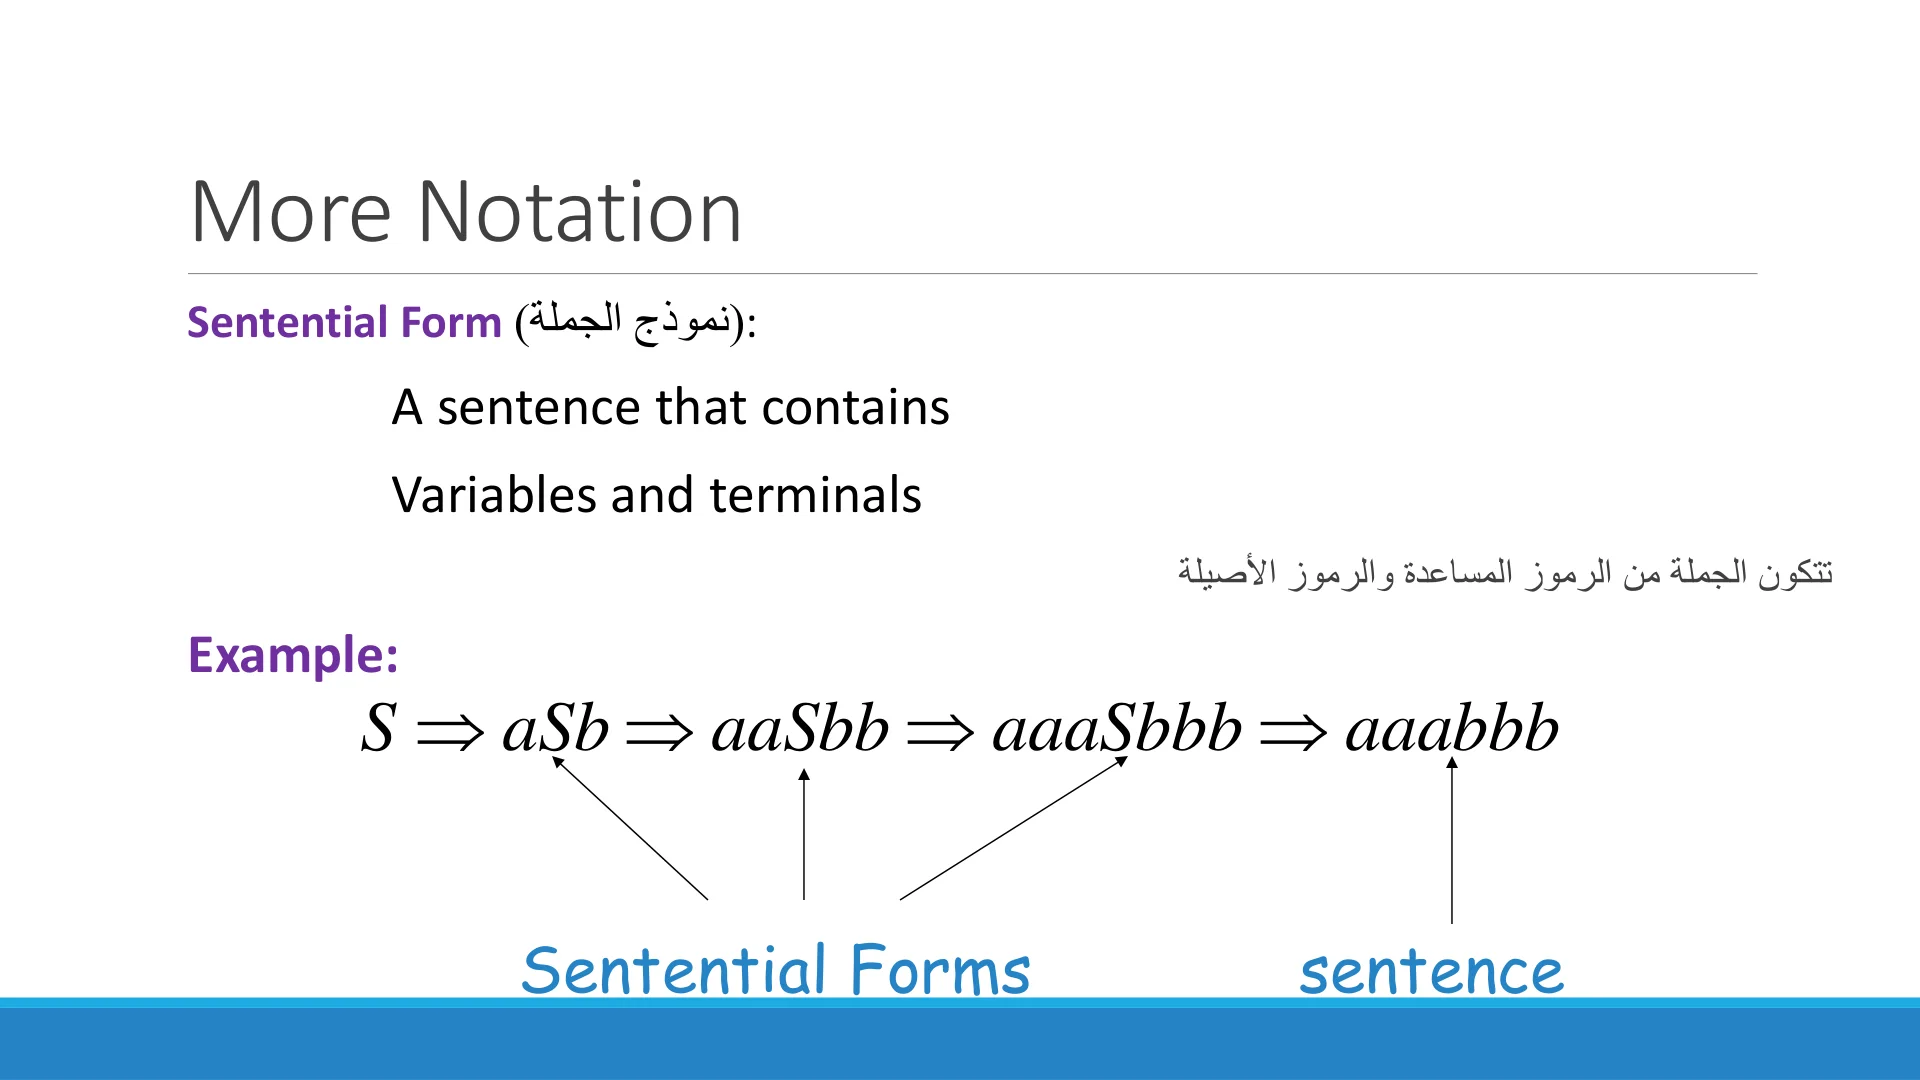 More Notation
Sentential Form (نموذج الجملة):
A sentence that contains
Variables and terminals
تتكون الجملة من الرموز المساعدة والرموز الأصيلة
Example:
S ⇒ aSb ⇒ aaSbb ⇒ aaaSbbb ⇒ aaabbb
Sentential Forms sentence